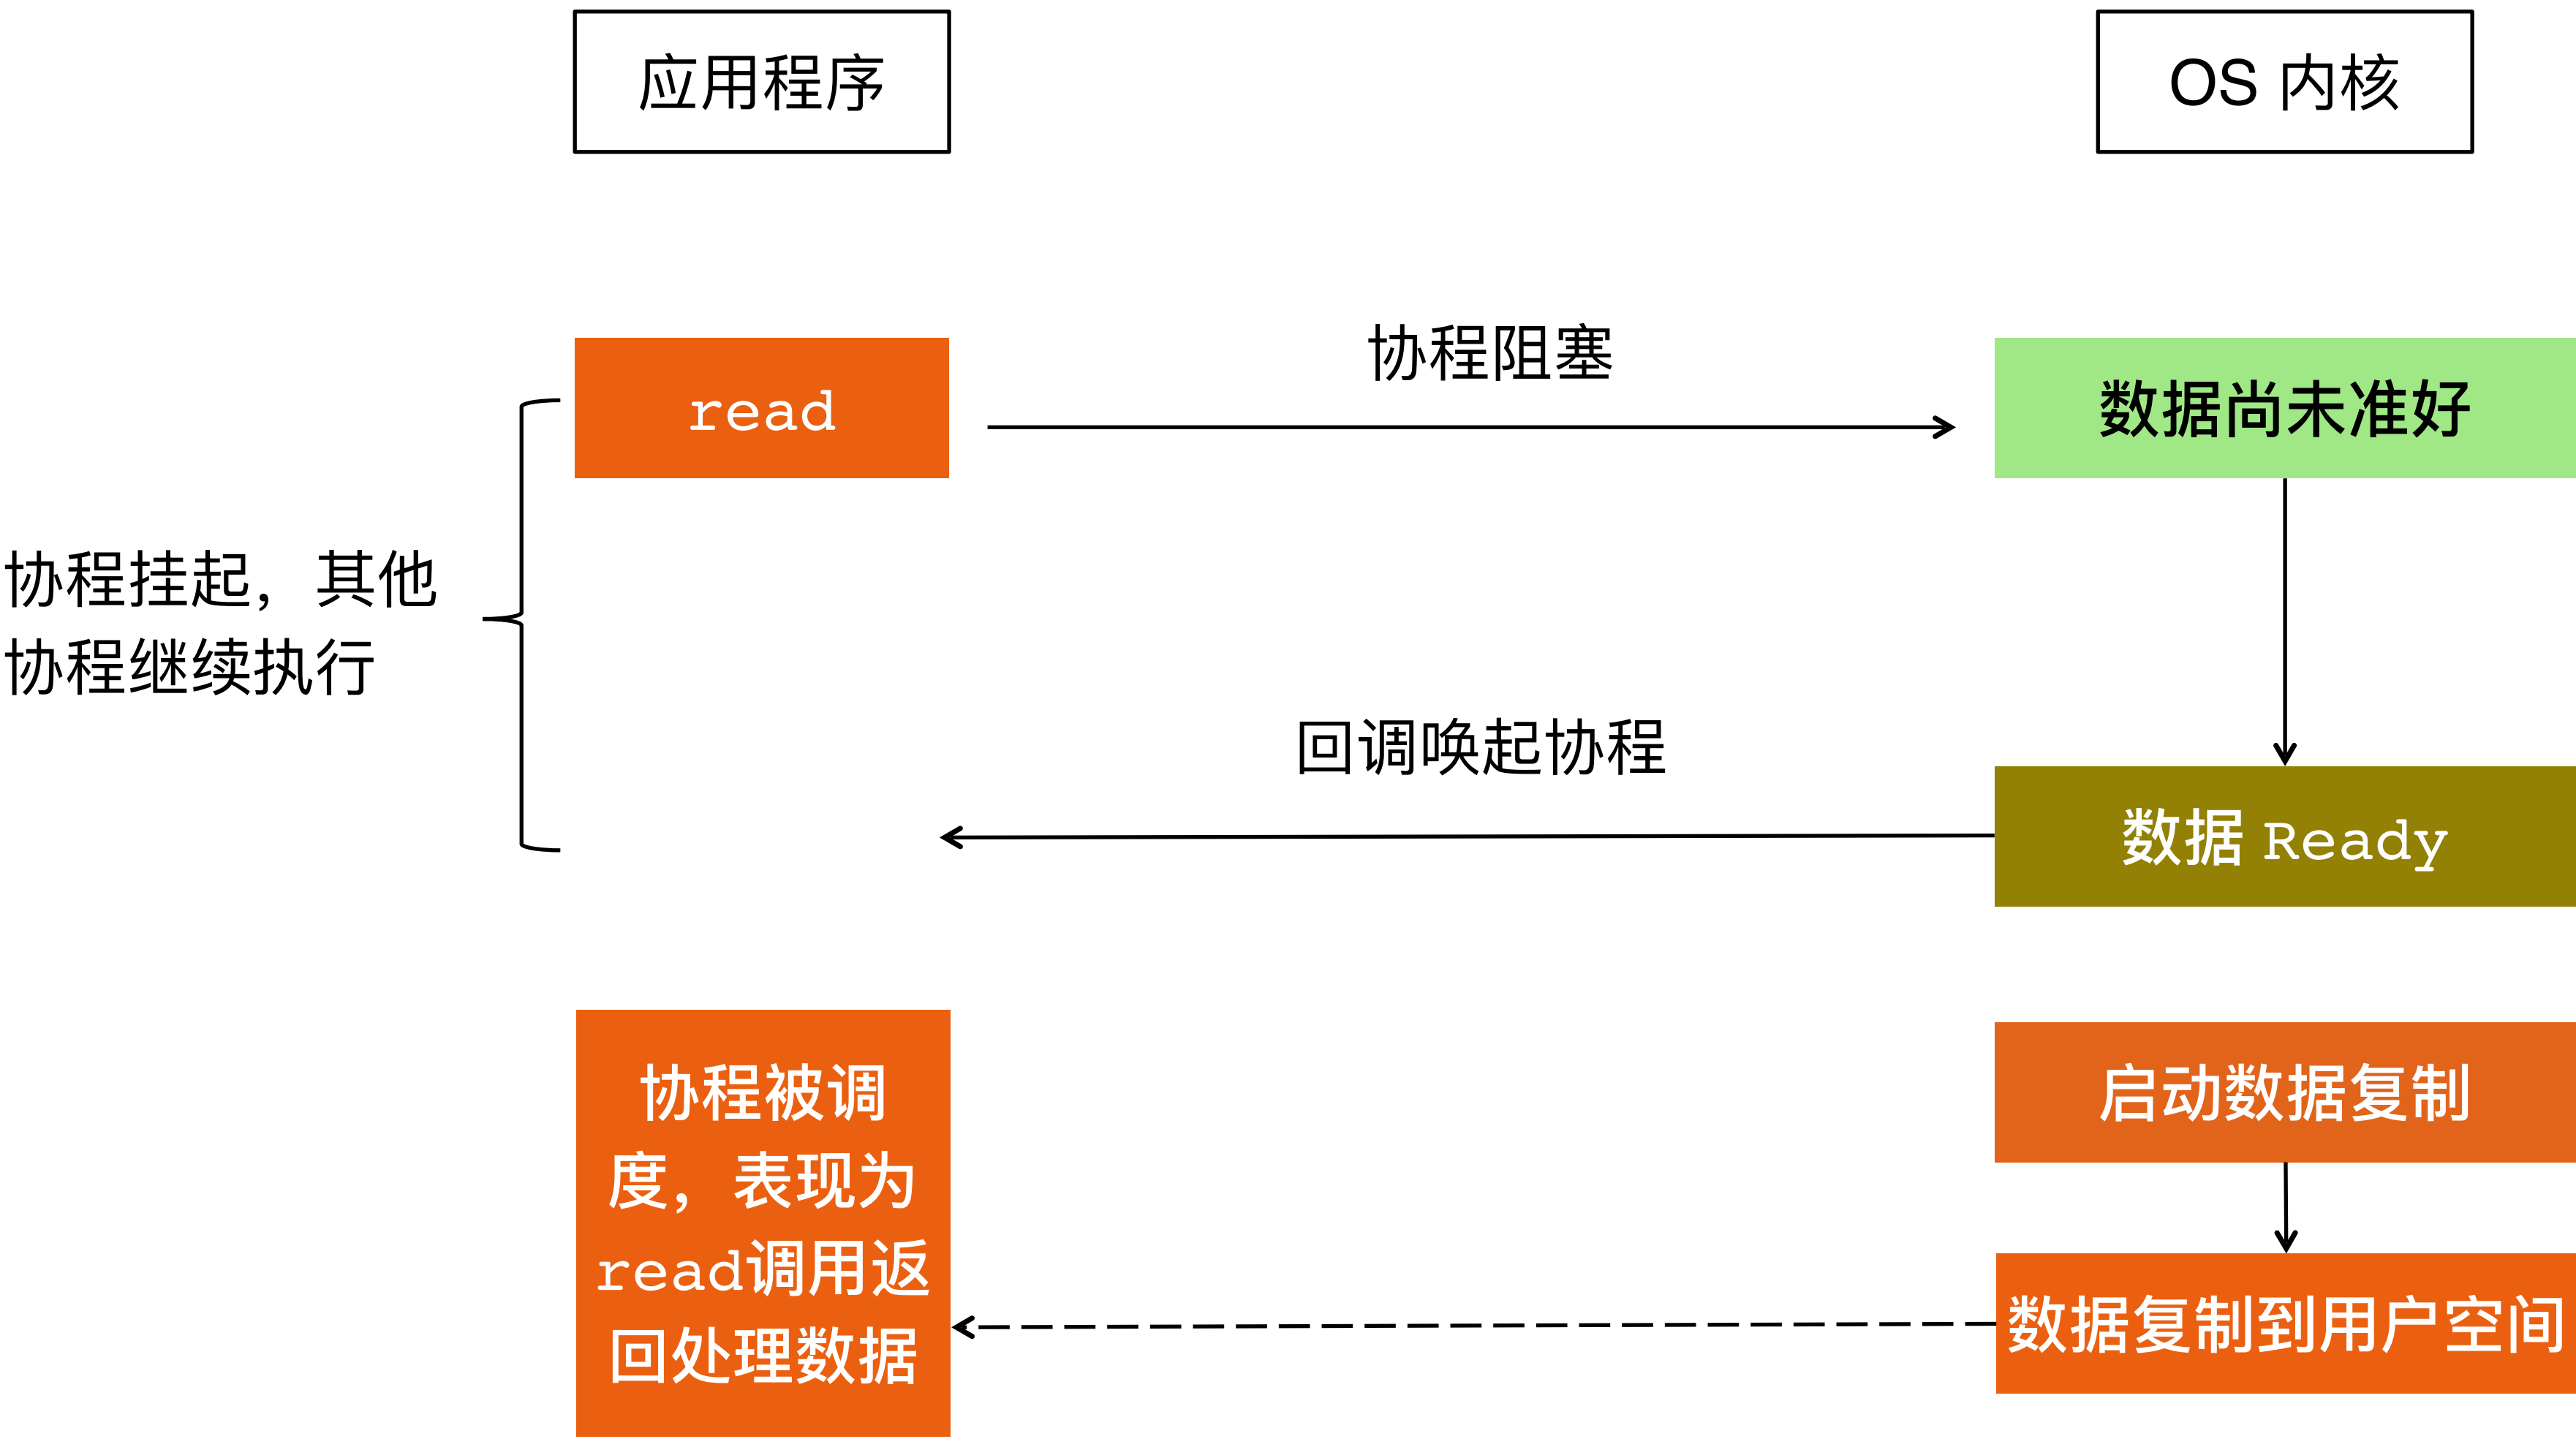 应用程序
OS 内核
协程阻塞
read
数据尚未准好
协程挂起，其他
协程继续执行
回调唤起协程
数据 Ready
协程被调
度，表现为
read调用返
回处理数据
启动数据复制
数据复制到用户空间